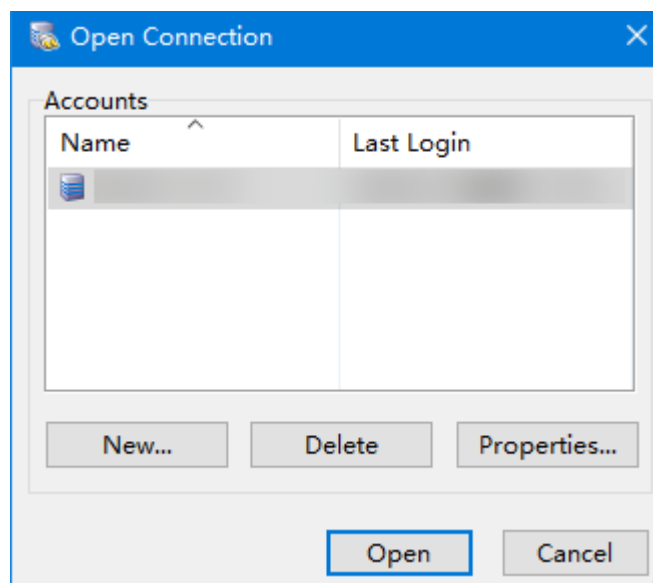 Open Connection
Accounts
Name Last Login
New... Delete Properties...
Open Cancel